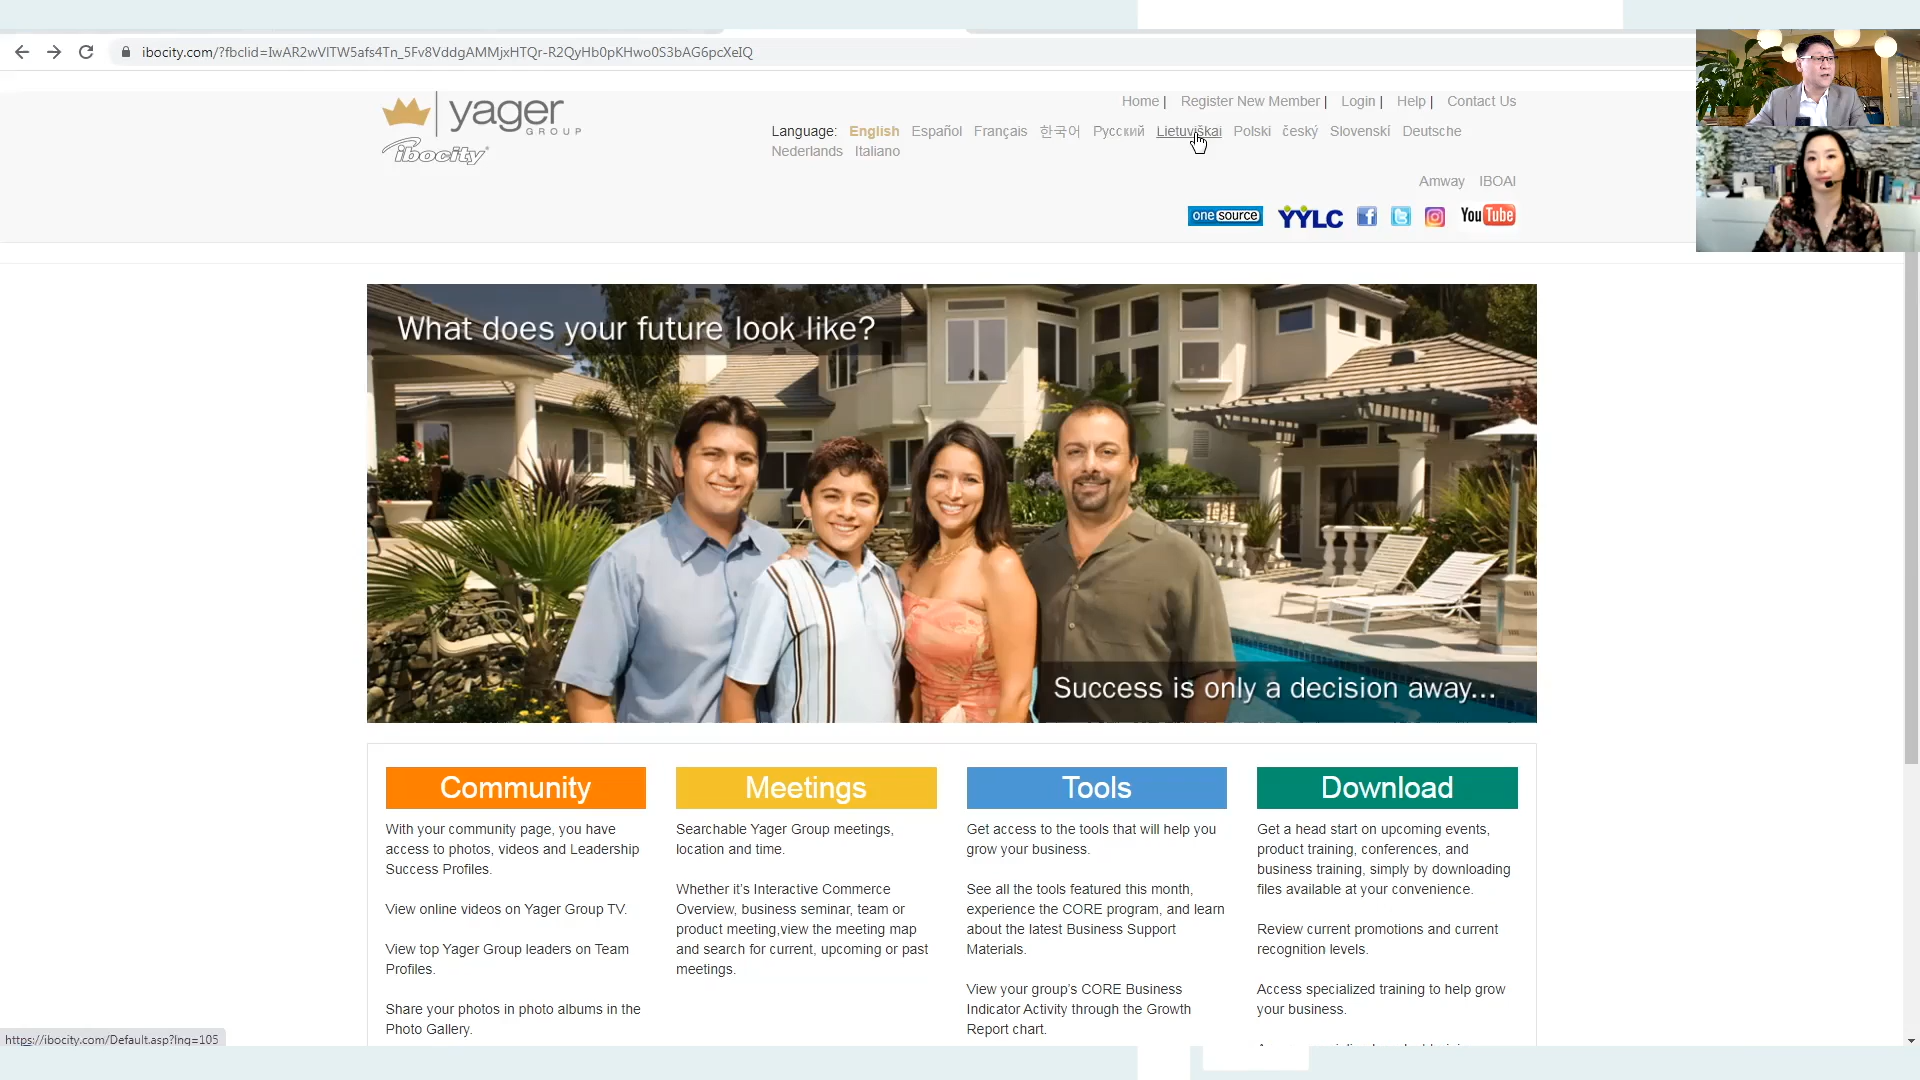 ibocity.com/?fbclid=IwAR2wVlTW5afs4Tn_5Fv8VddgAMMjxHTQr-R2QyHb0pKHwo0S3bAG6pcXeIQ
yager
GROUP
ibocity
Home | Register New Member | Login | Help | Contact Us
Language: English Español Français 한국어 Русский Lietuviškai Polski český Slovenskí Deutsche
Nederlands Italiano
Amway IBOAI
one source YYLC You Tube
What does your future look like?
Success is only a decision away...
Community
With your community page, you have
access to photos, videos and Leadership
Success Profiles.
View online videos on Yager Group TV.
View top Yager Group leaders on Team
Profiles.
Share your photos in photo albums in the
Photo Gallery.
Meetings
Searchable Yager Group meetings,
location and time.
Whether it's Interactive Commerce
Overview, business seminar, team or
product meeting,view the meeting map
and search for current, upcoming or past
meetings.
Tools
Get access to the tools that will help you
grow your business.
See all the tools featured this month,
experience the CORE program, and learn
about the latest Business Support
Materials.
View your group's CORE Business
Indicator Activity through the Growth
Report chart.
Download
Get a head start on upcoming events,
product training, conferences, and
business training, simply by downloading
files available at your convenience.
Review current promotions and current
recognition levels.
Access specialized training to help grow
your business.
https://ibocity.com/Default.asp?lng=105